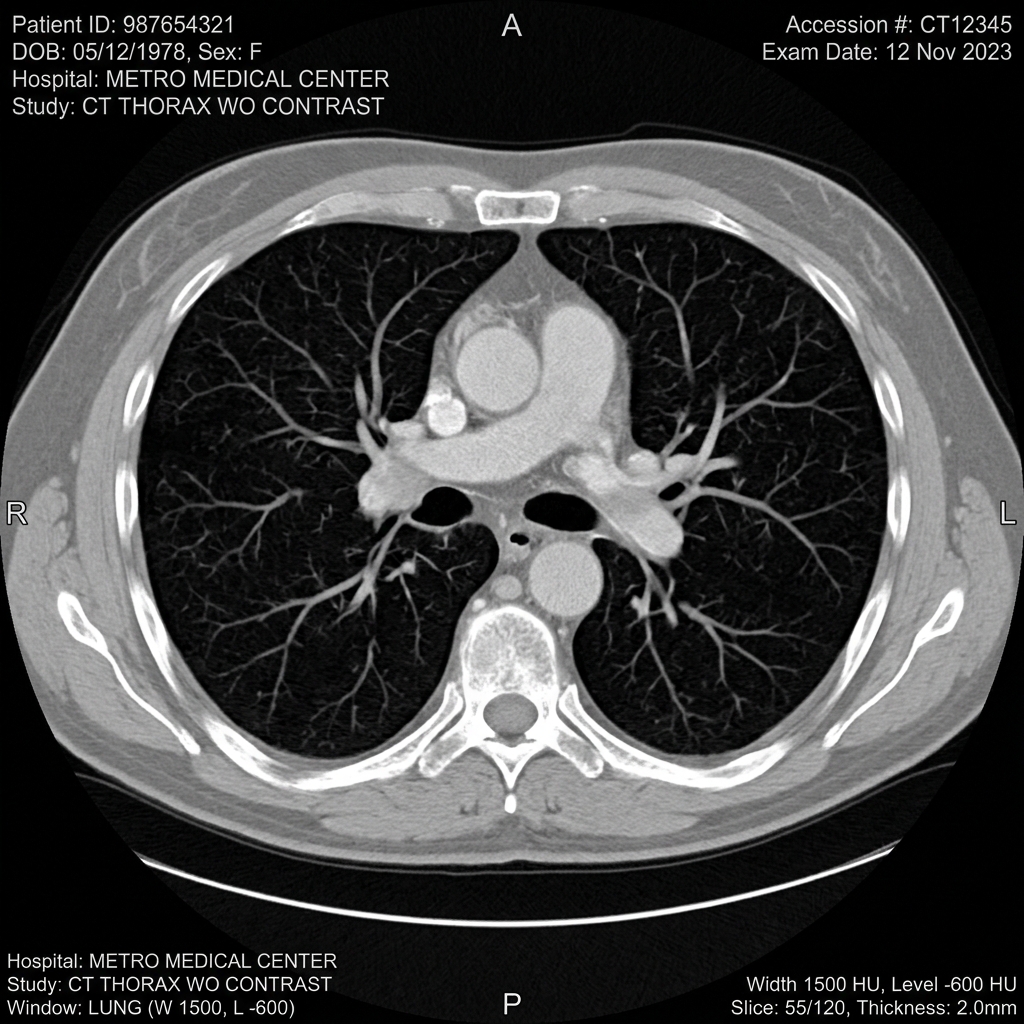 Patient ID: 987654321
DOB: 05/12/1978, Sex: F
Hospital: METRO MEDICAL CENTER
Study: CT THORAX WO CONTRAST
A
Accession #: CT12345
Exam Date: 12 Nov 2023
R
L
Hospital: METRO MEDICAL CENTER
Study: CT THORAX WO CONTRAST
Window: LUNG (W 1500, L -600)
P
Width 1500 HU, Level -600 HU
Slice: 55/120, Thickness: 2.0mm